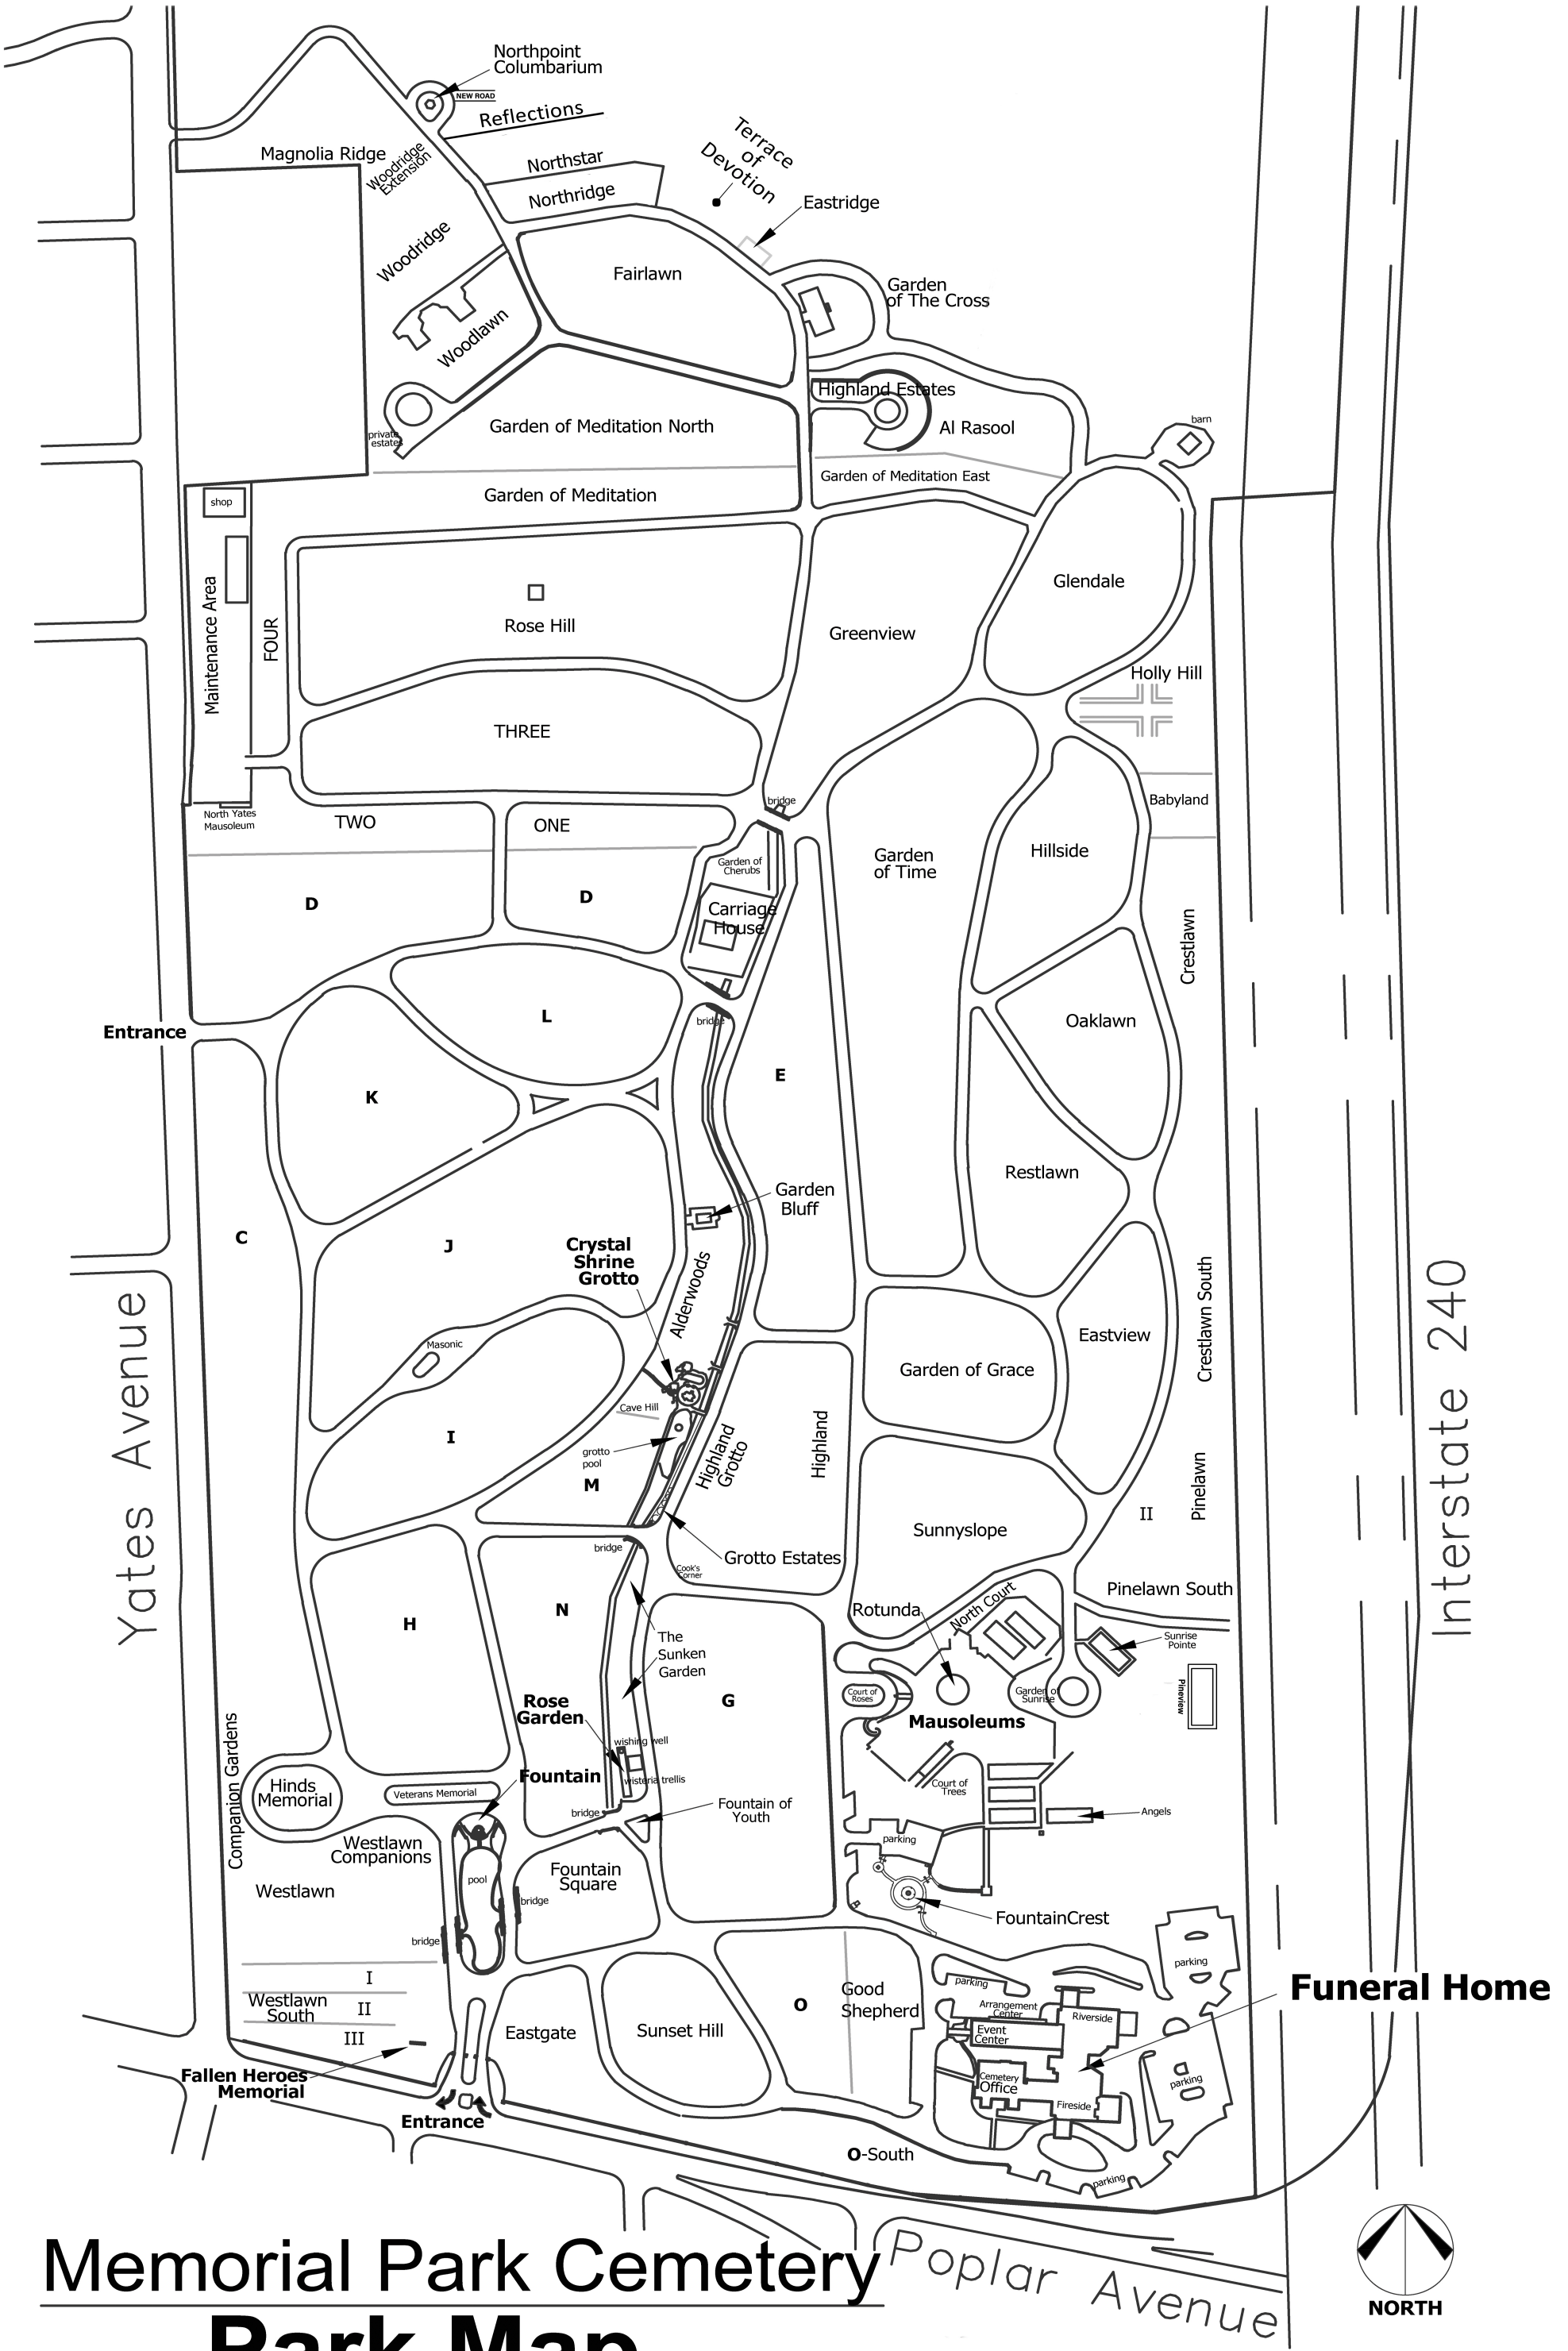 Northpoint
Columbarium
NEW ROAD
Reflections
Magnolia Ridge
Woodridge
Extension
Northstar
Northridge
Terrace
of
Devotion
Eastridge
Woodridge
Fairlawn
Garden
of The Cross
Woodlawn
Highland Estates
private
estates
Garden of Meditation North
Al Rasool
barn
Garden of Meditation East
Garden of Meditation
shop
Maintenance Area
FOUR
Rose Hill
Greenview
Glendale
Holly Hill
THREE
bridge
Babyland
North Yates
Mausoleum
TWO
ONE
Garden of
Cherubs
Garden
of Time
Hillside
D
D
Carriage
House
Crestlawn
Entrance
L
bridge
Oaklawn
K
E
Restlawn
Garden
Bluff
C
J
Crystal
Shrine
Grotto
Alderwoods
Crestlawn South
Yates Avenue
Interstate 240
Masonic
Eastview
Garden of Grace
Cave Hill
I
grotto
pool
Highland
Grotto
Highland
M
Pinelawn
II
Sunnyslope
bridge
Grotto Estates
Cook's
Corner
Pinelawn South
North Court
Rotunda
H
N
The
Sunken
Garden
Sunrise
Pointe
Court of
Roses
Garden of
Sunrise
Pineview
Rose
Garden
G
Mausoleums
wishing well
Fountain
wisteria trellis
Court of
Trees
Hinds
Memorial
Veterans Memorial
Companion Gardens
bridge
Fountain of
Youth
Angels
Westlawn
Companions
parking
Fountain
Square
pool
Westlawn
bridge
FountainCrest
bridge
parking
I
Westlawn
South
II
III
Good
Shepherd
O
parking
Funeral Home
Arrangement
Center
Riverside
Event
Center
Eastgate
Sunset Hill
Fallen Heroes
Memorial
Cemetery
Office
parking
Fireside
Entrance
O-South
parking
Memorial Park Cemetery
Poplar Avenue
NORTH
Park Map